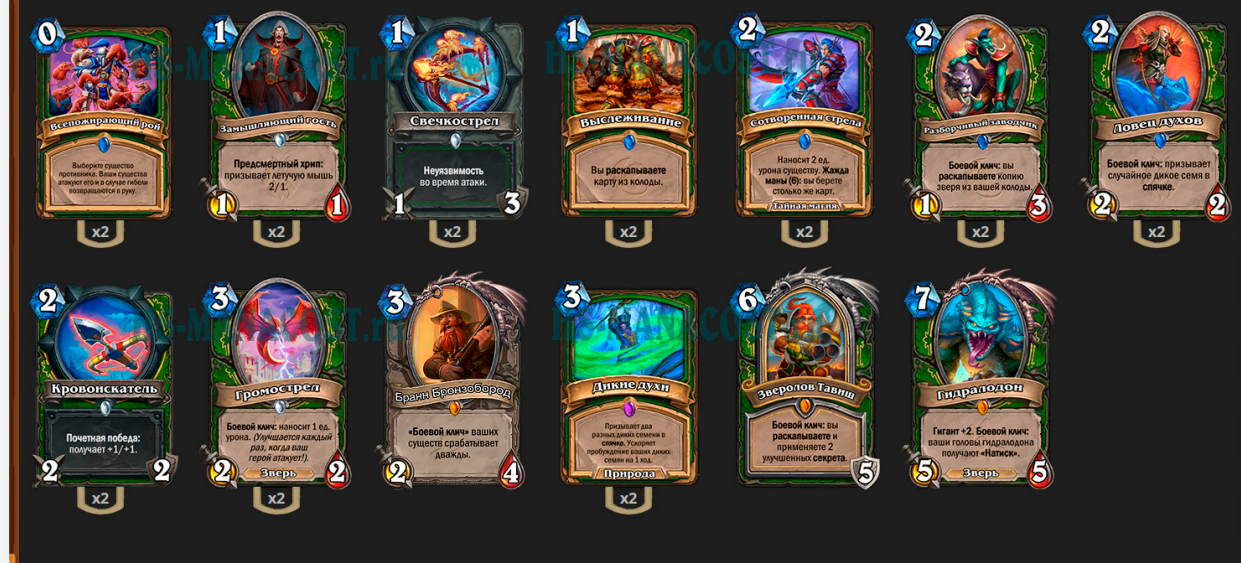 0
Всепожирающий рой
Выберите существо
противника. Ваши существа
атакуют его и в случае гибели
возвращаются в руку.
x2
1
Замышляющий гость
Предсмертный хрип:
призывает летучую мышь
2/1.
1
1
x2
1
Свечкострел
Неуязвимость
во время атаки.
1
3
x2
1
Выслеживание
Вы раскапываете
карту из колоды.
x2
2
Сотворенная стрела
Наносит 2 ед.
урона существу. Жажда
маны (6): вы берете
столько же карт.
Тайная магия
x2
2
Разборчивый заводчик
Боевой клич: вы
раскапываете копию
зверя из вашей колоды.
1
3
x2
2
Ловец духов
Боевой клич: призывает
случайное дикое семя в
спячке.
2
2
x2
2
Кровоискатель
Почетная победа:
получает +1/+1.
2
2
x2
3
Громострел
Боевой клич: наносит 1 ед.
урона. (Улучшается каждый
раз, когда ваш
герой атакует!).
Зверь
2
2
x2
3
Бранн Бронзобород
«Боевой клич» ваших
существ срабатывает
дважды.
2
4
3
Дикие духи
Призывает два
разных диких семени в
спячке. Ускоряет
пробуждение ваших диких
семян на 1 ход.
Природа
x2
6
Зверолов Тавиш
Боевой клич: вы
раскапываете и
применяете 2
улучшенных секрета.
5
7
Гидралодон
Гигант +2. Боевой клич:
ваши головы гидралодона
получают «Натиск».
Зверь
5
5